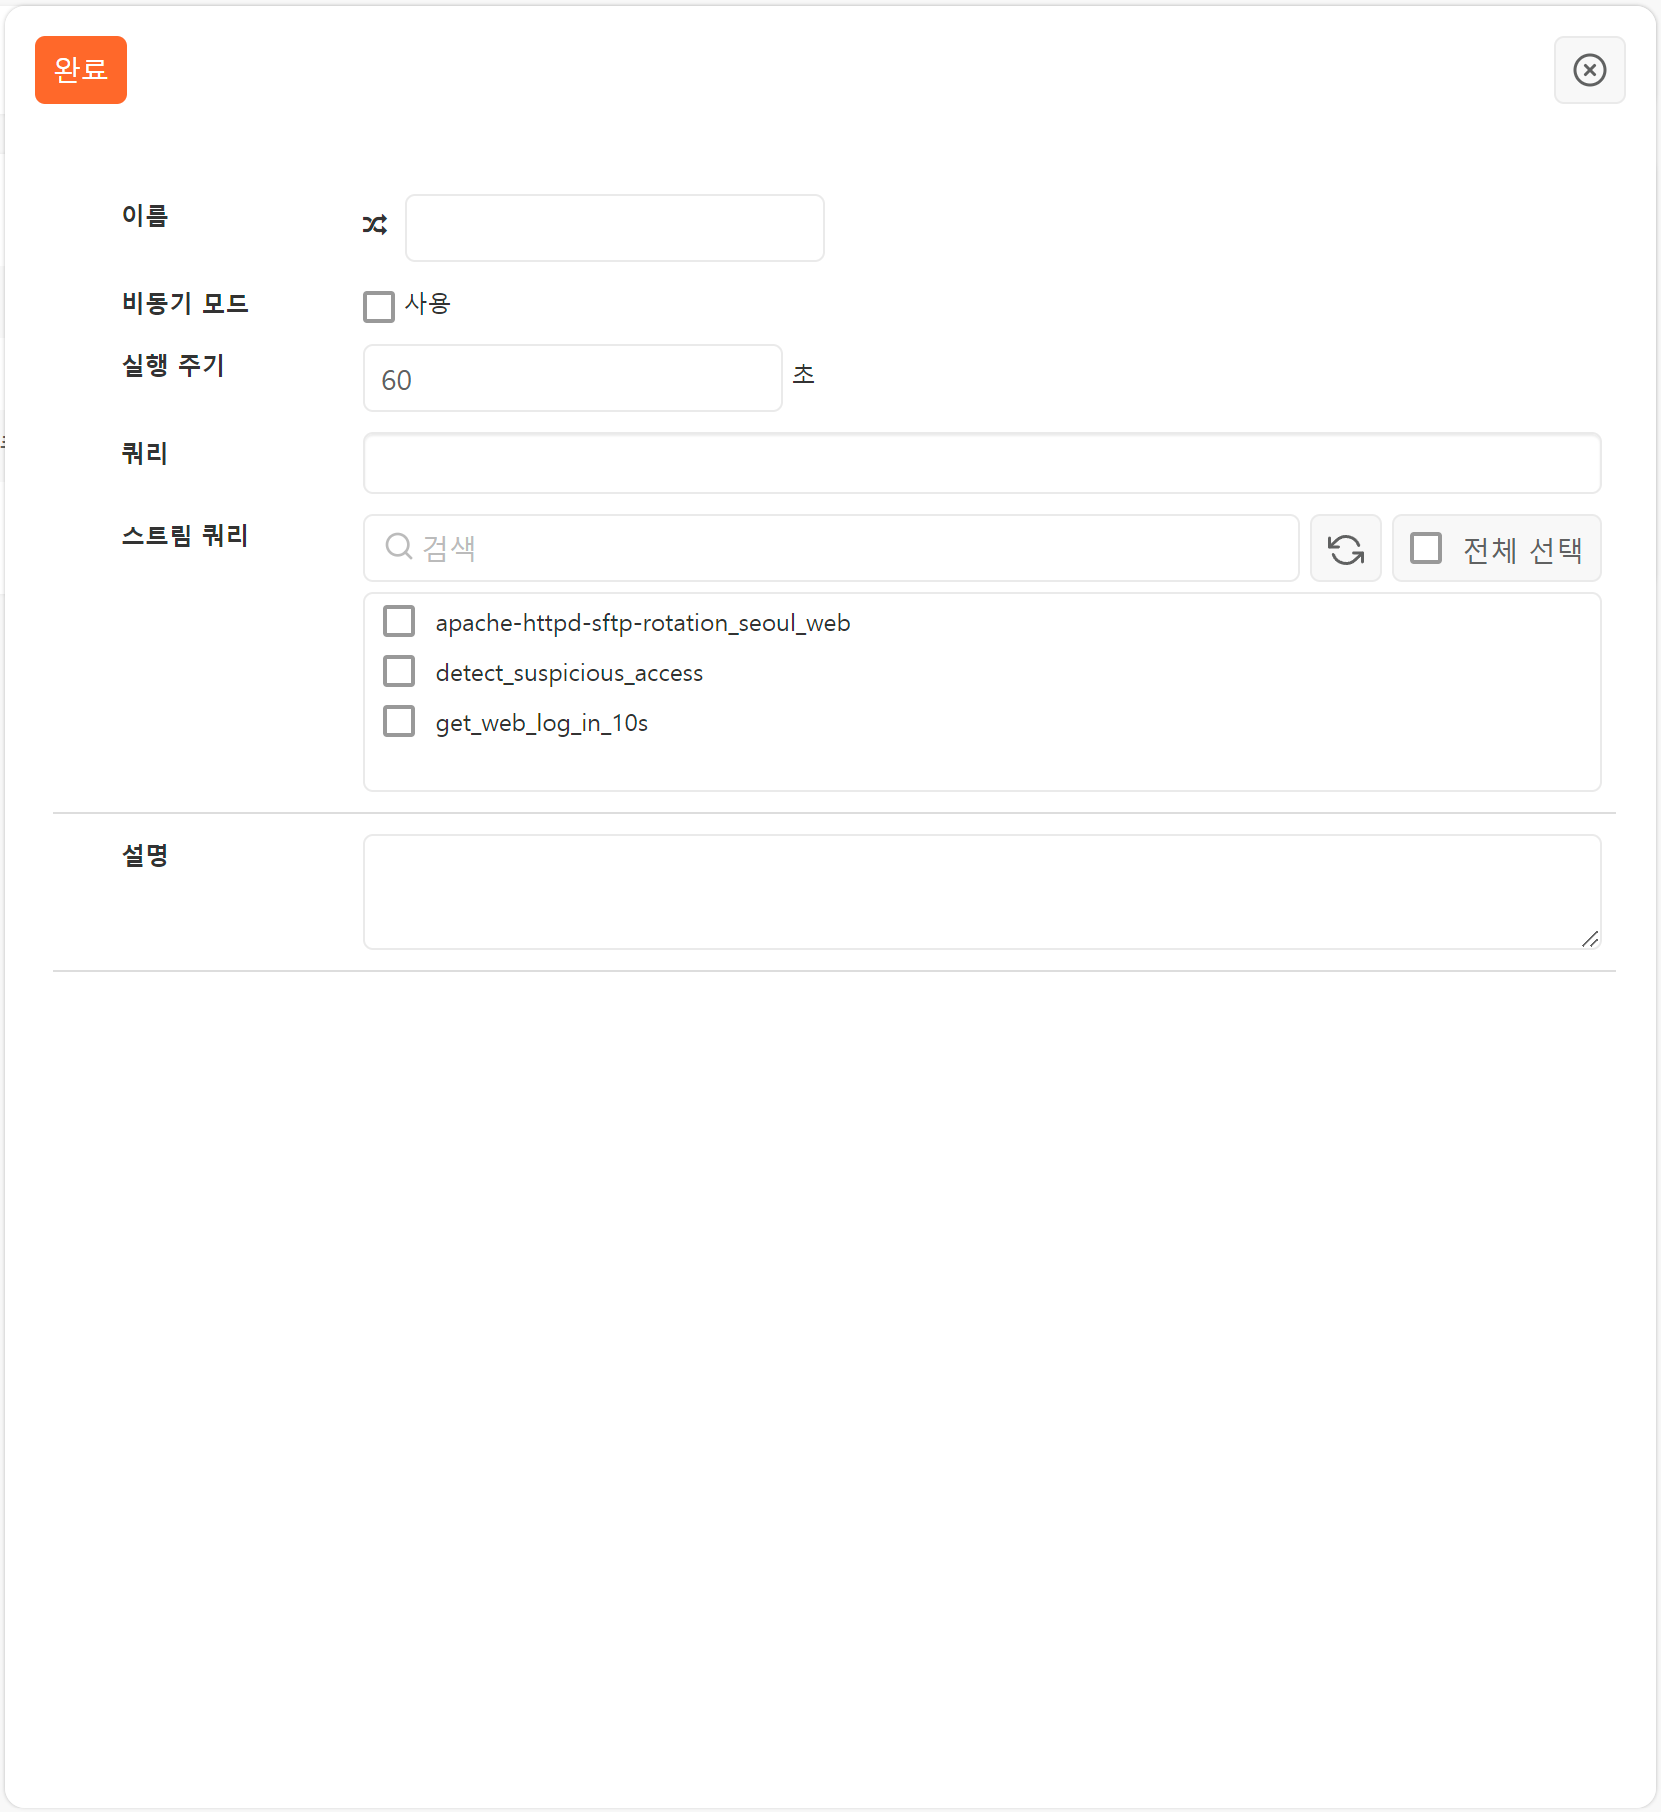 완료
이름
비동기 모드 사용
실행 주기 60 초
쿼리
스트림 쿼리 검색 전체 선택
apache-httpd-sftp-rotation_seoul_web
detect_suspicious_access
get_web_log_in_10s
설명